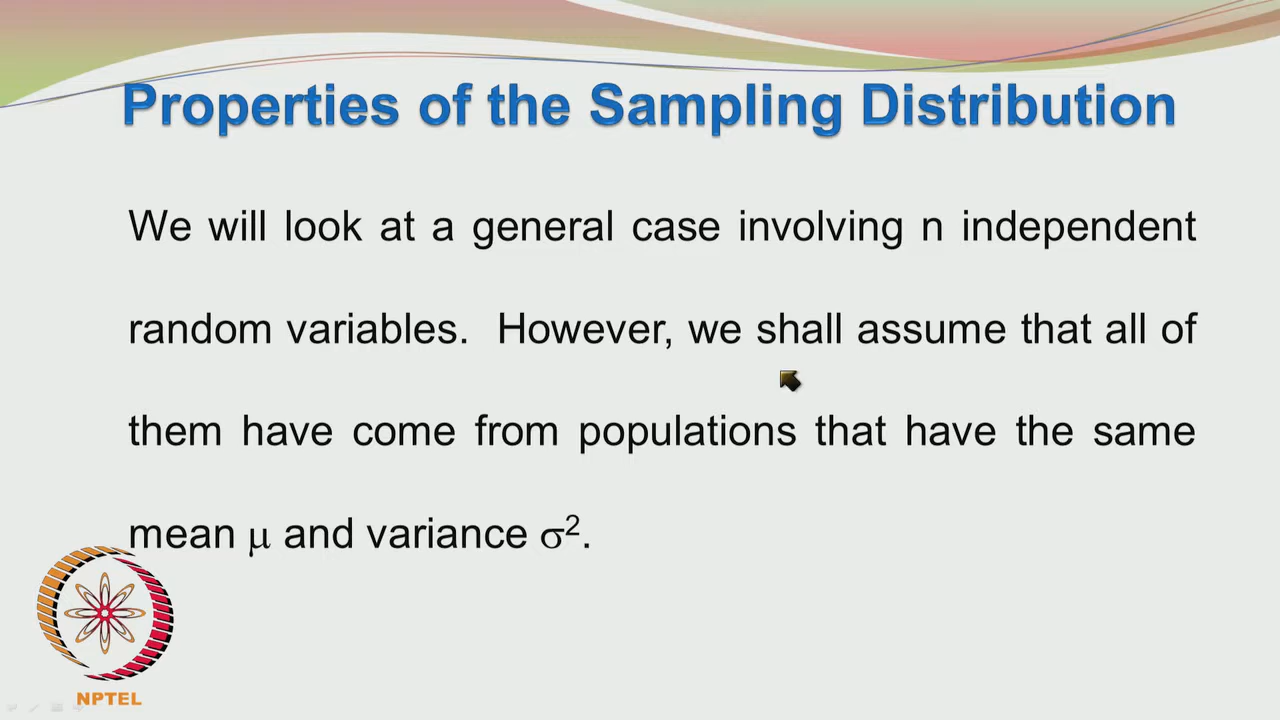 Properties of the Sampling Distribution
We will look at a general case involving n independent
random variables. However, we shall assume that all of
them have come from populations that have the same
mean μ and variance σ².
NPTEL